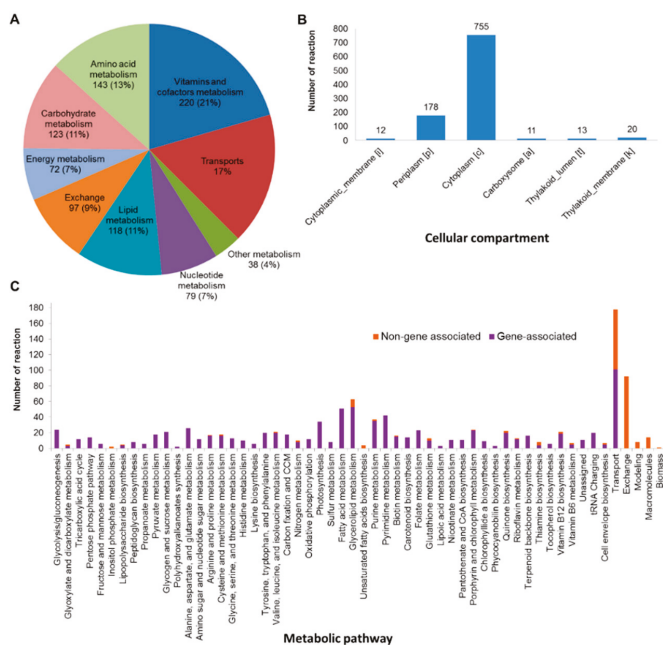 A
Amino acid
metabolism
143 (13%)
Vitamins and
cofactors metabolism
220 (21%)
Carbohydrate
metabolism
123 (11%)
Energy metabolism
72 (7%)
Transports
17%
Exchange
97 (9%)
Lipid
metabolism
118 (11%)
Other metabolism
38 (4%)
Nucleotide
metabolism
79 (7%)
B
Number of reaction
900
800
700
600
500
400
300
200
100
0
12
178
755
11
13
20
Cytoplasmic_membrane [i]
Periplasm [p]
Cytoplasm [c]
Carboxysome [a]
Thylakoid_lumen [t]
Thylakoid_membrane [k]
Cellular compartment
C
Number of reaction
180
160
140
120
100
80
60
40
20
0
Non-gene associated
Gene-associated
Glycolysis/gluconeogenesis
Glyoxylate and dicarboxylate metabolism
Tricarboxylic acid cycle
Pentose phosphate pathway
Fructose and mannose metabolism
Inositol phosphate metabolism
Lipopolysaccharide biosynthesis
Peptidoglycan biosynthesis
Propanoate metabolism
Pyruvate metabolism
Glycogen and sucrose metabolism
Polyhydroxyalkanoates synthesis
Alanine, aspartate, and glutamate metabolism
Amino sugar and nucleotide sugar metabolism
Arginine and proline metabolism
Cysteine and methionine metabolism
Glycine, serine, and threonine metabolism
Histidine metabolism
Lysine biosynthesis
Tyrosine, tryptophan, and phenylalanine
Valine, leucine, and isoleucine metabolism
Carbon fixation and CCM
Nitrogen metabolism
Oxidative phosphorylation
Photosynthesis
Sulfur metabolism
Fatty acid metabolism
Glycerolipid metabolism
Unsaturated fatty acids biosynthesis
Purine metabolism
Pyrimidine metabolism
Biotin metabolism
Carotenoid biosynthesis
Folate metabolism
Glutathione metabolism
Lipoic acid metabolism
Nicotinate metabolism
Pantothenate and CoA biosynthesis
Porphyrin and chlorophyll metabolism
Chlorophyllide a biosynthesis
Phycocyanobilin biosynthesis
Quinone biosynthesis
Riboflavin metabolism
Terpenoid backbone biosynthesis
Thiamine biosynthesis
Tocopherol biosynthesis
Vitamin B12 biosynthesis
Vitamin B6 metabolism
Unassigned
tRNA Charging
Cell envelope biosynthesis
Transport
Exchange
Modeling
Macromolecules
Biomass
Metabolic pathway